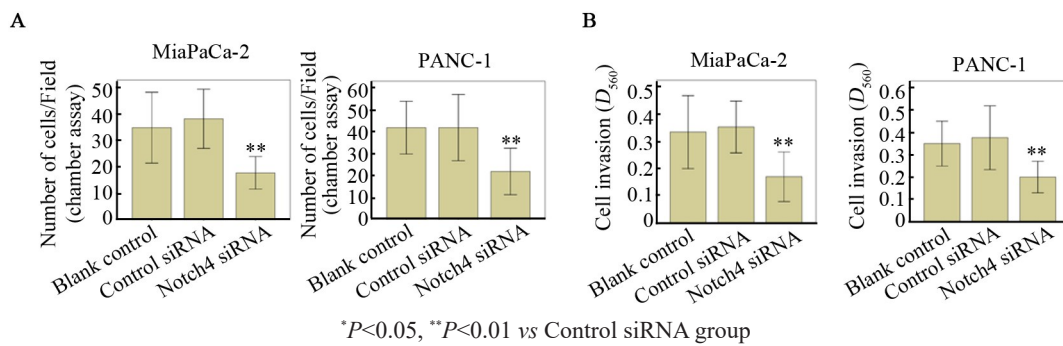 A
MiaPaCa-2
Number of cells/Field
(chamber assay)
50
40
30
20
10
0
**
Blank control
Control siRNA
Notch4 siRNA
PANC-1
Number of cells/Field
(chamber assay)
60
50
40
30
20
10
0
**
Blank control
Control siRNA
Notch4 siRNA
B
MiaPaCa-2
Cell invasion (D560)
0.5
0.4
0.3
0.2
0.1
0
**
Blank control
Control siRNA
Notch4 siRNA
PANC-1
Cell invasion (D560)
0.6
0.5
0.4
0.3
0.2
0.1
0
**
Blank control
Control siRNA
Notch4 siRNA
*P<0.05, **P<0.01 vs Control siRNA group